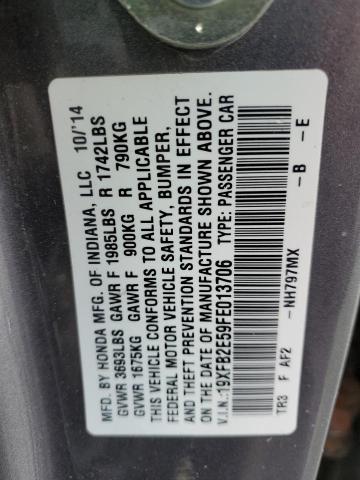 MFD. BY HONDA MFG. OF INDIANA, LLC 10/'14
GVWR 3693LBS GAWR F 1985LBS R 1742LBS
GVWR 1675KG GAWR F 900KG R 790KG
THIS VEHICLE CONFORMS TO ALL APPLICABLE
FEDERAL MOTOR VEHICLE SAFETY, BUMPER,
AND THEFT PREVENTION STANDARDS IN EFFECT
ON THE DATE OF MANUFACTURE SHOWN ABOVE.
V.I.N.:19XFB2E59FE013706 TYPE: PASSENGER CAR
TR3 F AF2 -NH797MX -B -E